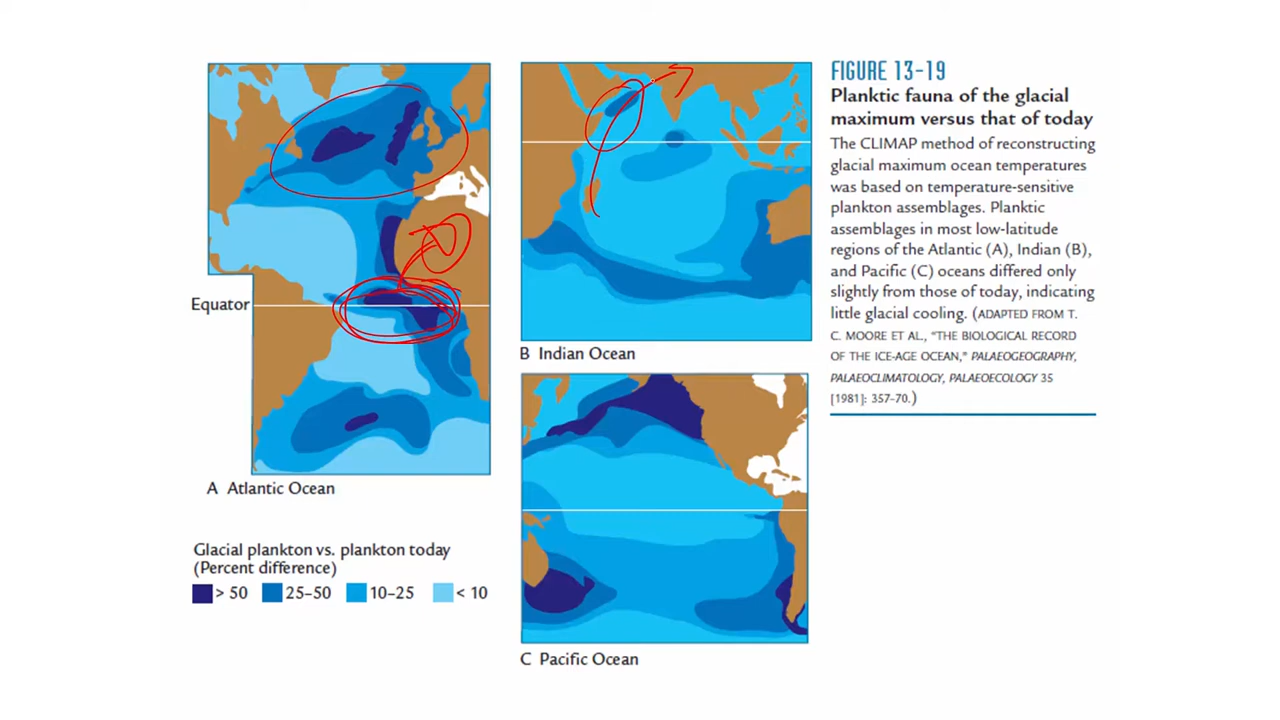 FIGURE 13–19
Planktic fauna of the glacial
maximum versus that of today
The CLIMAP method of reconstructing
glacial maximum ocean temperatures
was based on temperature-sensitive
plankton assemblages. Planktic
assemblages in most low-latitude
regions of the Atlantic (A), Indian (B),
and Pacific (C) oceans differed only
slightly from those of today, indicating
little glacial cooling. (ADAPTED FROM T.
C. MOORE ET AL., “THE BIOLOGICAL RECORD
OF THE ICE-AGE OCEAN,” PALAEOGEOGRAPHY,
PALAEOCLIMATOLOGY, PALAEOECOLOGY 35
[1981]: 357–70.)
Equator
A Atlantic Ocean
B Indian Ocean
C Pacific Ocean
Glacial plankton vs. plankton today
(Percent difference)
> 50 25–50 10–25 < 10